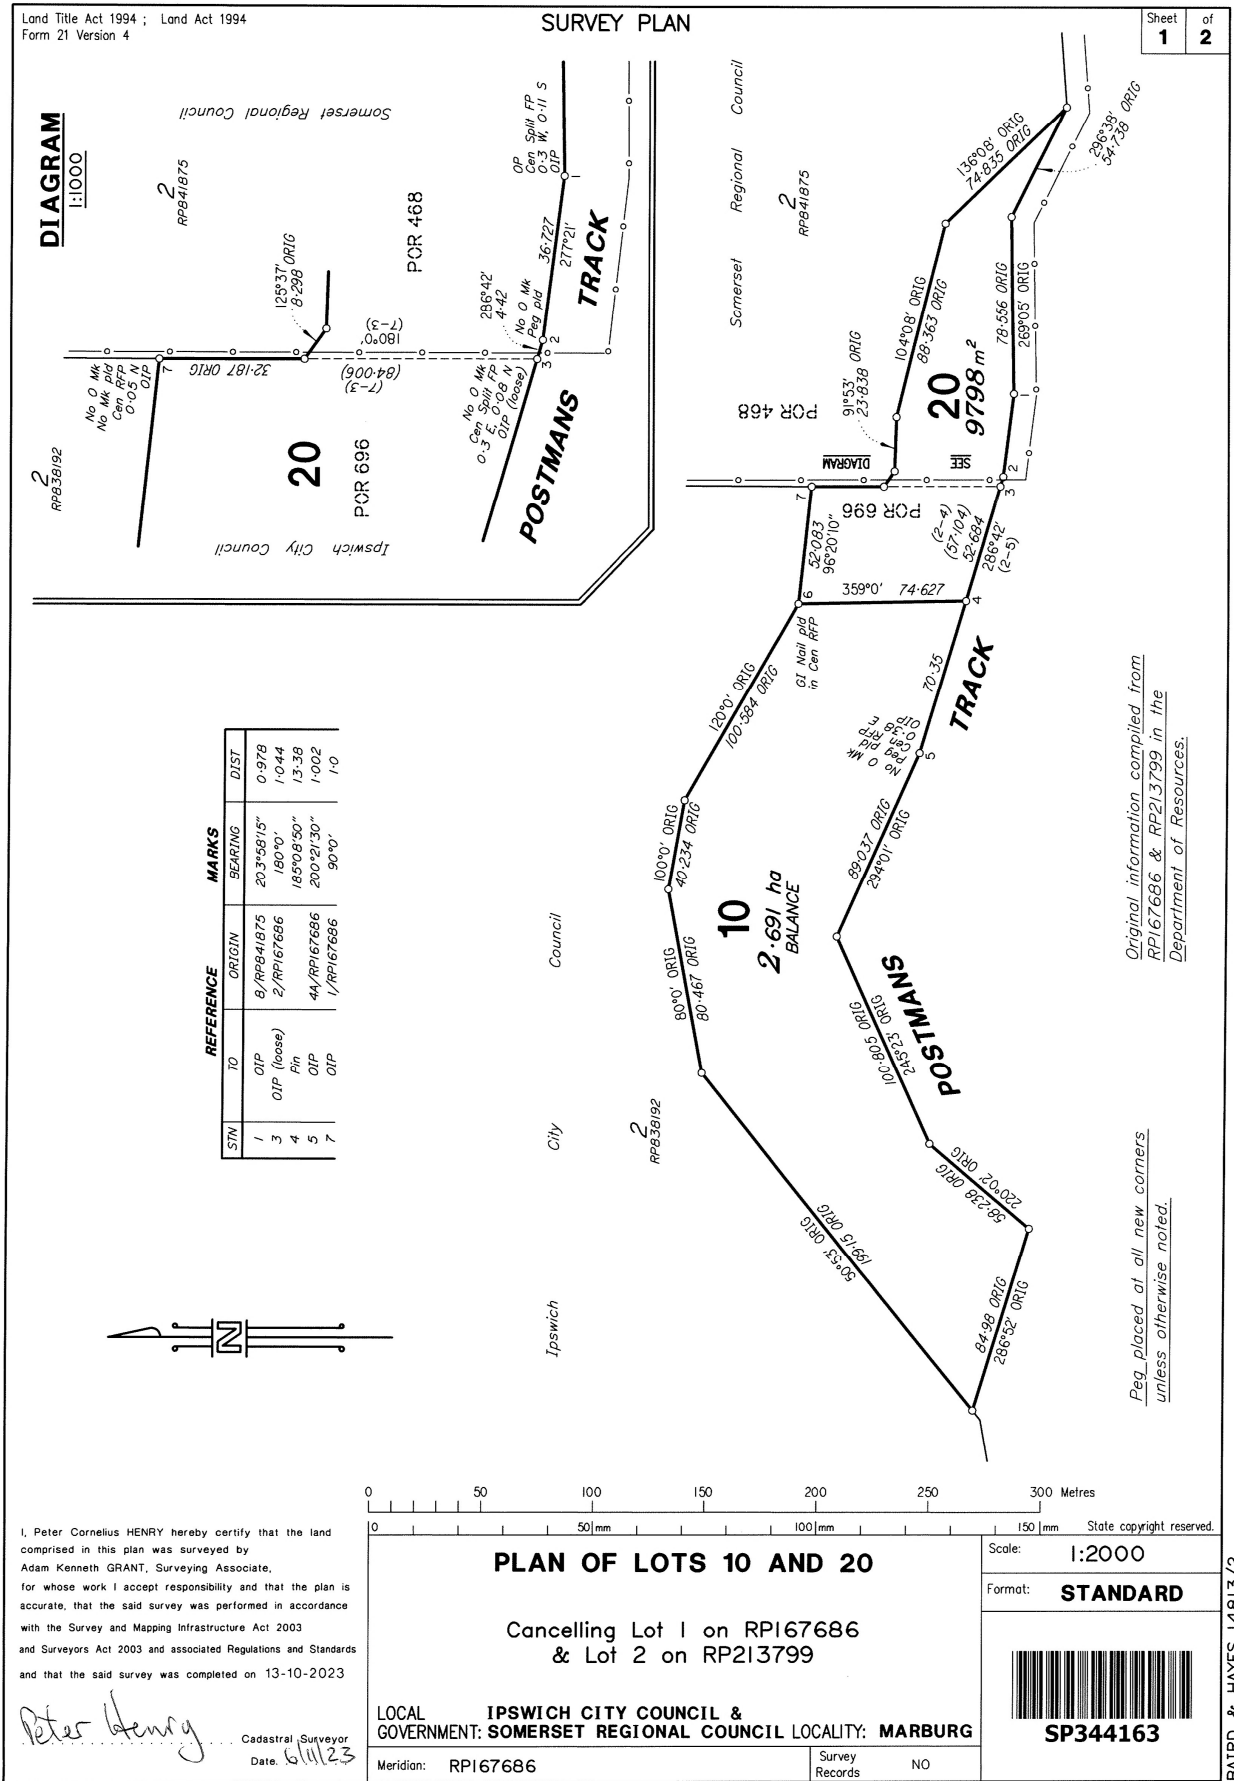 Land Title Act 1994 ; Land Act 1994
Form 21 Version 4
SURVEY PLAN
Sheet of
1 2
DIAGRAM
1:1000
Somerset Regional Council
2
RP841875
POR 468
125°37' ORIG
8·298
OP
Cen Split FP
0·3 W, 0·11 S
OIP
1
36·727
277°21'
TRACK
286°42'
4·42
No O Mk
Peg pld
2
3
180°0'
(7-3)
(7-3)
(84·006)
32·187 ORIG
7
No O Mk
No Mk pld
Cen RFP
0·05 N
OIP
No O Mk
Cen Split FP
0·3 E, 0·08 N
OIP (loose)
2
RP838192
20
POR 696
POSTMANS
Ipswich City Council
Somerset Regional Council
2
RP841875
136°08' ORIG
74·835 ORIG
296°38' ORIG
54·738
104°08' ORIG
88·363 ORIG
78·556 ORIG
269°05' ORIG
91°53'
23·838 ORIG
20
9798 m²
POR 468
SEE
DIAGRAM
1
2
3
7
POR 696
52·083
96°20'10"
(2-4)
(57·104)
52·684
286°42'
(2-5)
359°0' 74·627
6
4
GI Nail pld
in Cen RFP
120°0' ORIG
100·584 ORIG
70·35
TRACK
No O Mk
Peg pld
Cen RFP
0·38 E
OIP
5
100°0' ORIG
40·234 ORIG
89·037 ORIG
294°01' ORIG
10
2·691 ha
BALANCE
80°0' ORIG
80·467 ORIG
POSTMANS
100·805 ORIG
245°23' ORIG
58·238 ORIG
220°02' ORIG
50°53' ORIG
199·15 ORIG
84·98 ORIG
286°52' ORIG
2
RP838192
Ipswich City Council
Original information compiled from
RP167686 & RP213799 in the
Department of Resources.
Peg placed at all new corners
unless otherwise noted.
REFERENCE MARKS
STN TO ORIGIN BEARING DIST
1 OIP 8/RP841875 203°58'15" 0·978
3 OIP (loose) 2/RP167686 180°0' 1·044
4 Pin 185°08'50" 13·38
5 OIP 4A/RP167686 200°21'30" 1·002
7 OIP 1/RP167686 90°0' 1·0
N
0 50 100 150 200 250 300 Metres
0 50 mm 100 mm 150 mm State copyright reserved.
I, Peter Cornelius HENRY hereby certify that the land
comprised in this plan was surveyed by
Adam Kenneth GRANT, Surveying Associate,
for whose work I accept responsibility and that the plan is
accurate, that the said survey was performed in accordance
with the Survey and Mapping Infrastructure Act 2003
and Surveyors Act 2003 and associated Regulations and Standards
and that the said survey was completed on 13-10-2023
Peter Henry
Cadastral Surveyor
Date. 6/11/23
PLAN OF LOTS 10 AND 20
Cancelling Lot 1 on RP167686
& Lot 2 on RP213799
LOCAL
GOVERNMENT: IPSWICH CITY COUNCIL &
SOMERSET REGIONAL COUNCIL LOCALITY: MARBURG
Meridian: RP167686
Survey
Records NO
Scale: 1:2000
Format: STANDARD
SP344163
BAIRD & HAYES 14813/2